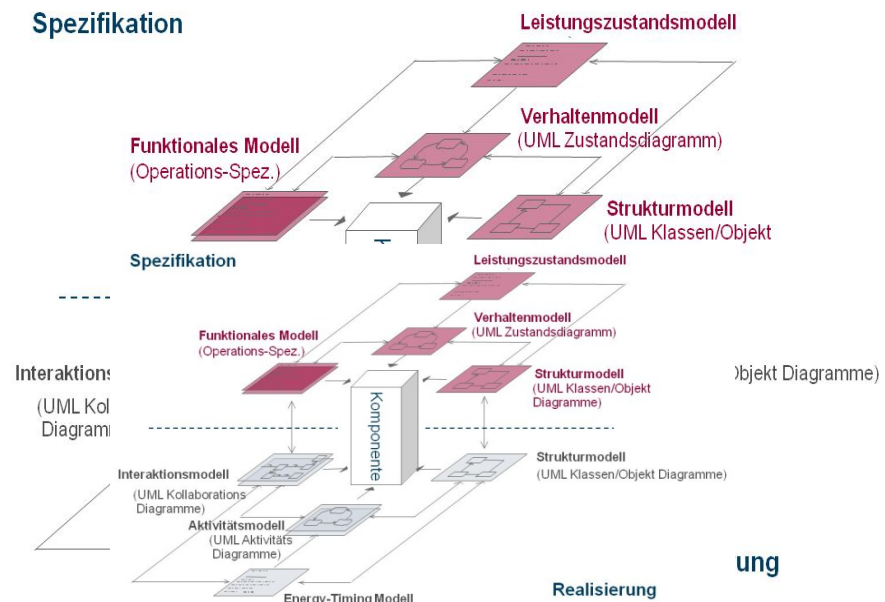 Spezifikation
Leistungszustandsmodell
Verhaltenmodell
(UML Zustandsdiagramm)
Funktionales Modell
(Operations-Spez.)
Strukturmodell
(UML Klassen/Objekt
Spezifikation
Leistungszustandsmodell
Verhaltenmodell
(UML Zustandsdiagramm)
Funktionales Modell
(Operations-Spez.)
Strukturmodell
(UML Klassen/Objekt
Diagramme)
Komponente
Interaktions
(UML Kol
Diagram
Objekt Diagramme)
Interaktionsmodell
(UML Kollaborations
Diagramme)
Strukturmodell
(UML Klassen/Objekt Diagramme)
Aktivitätsmodell
(UML Aktivitäts
Diagramme)
ung
Energy-Timing Modell
Realisierung